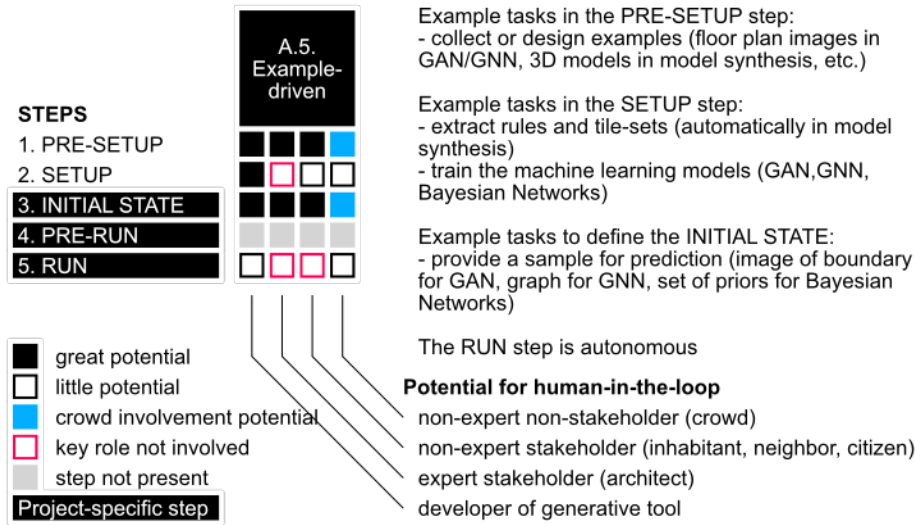 A.5.
Example-
driven
STEPS
1. PRE-SETUP
2. SETUP
3. INITIAL STATE
4. PRE-RUN
5. RUN
great potential
little potential
crowd involvement potential
key role not involved
step not present
Project-specific step
Example tasks in the PRE-SETUP step:
- collect or design examples (floor plan images in
GAN/GNN, 3D models in model synthesis, etc.)
Example tasks in the SETUP step:
- extract rules and tile-sets (automatically in model
synthesis)
- train the machine learning models (GAN,GNN,
Bayesian Networks)
Example tasks to define the INITIAL STATE:
- provide a sample for prediction (image of boundary
for GAN, graph for GNN, set of priors for Bayesian
Networks)
The RUN step is autonomous
Potential for human-in-the-loop
non-expert non-stakeholder (crowd)
non-expert stakeholder (inhabitant, neighbor, citizen)
expert stakeholder (architect)
developer of generative tool